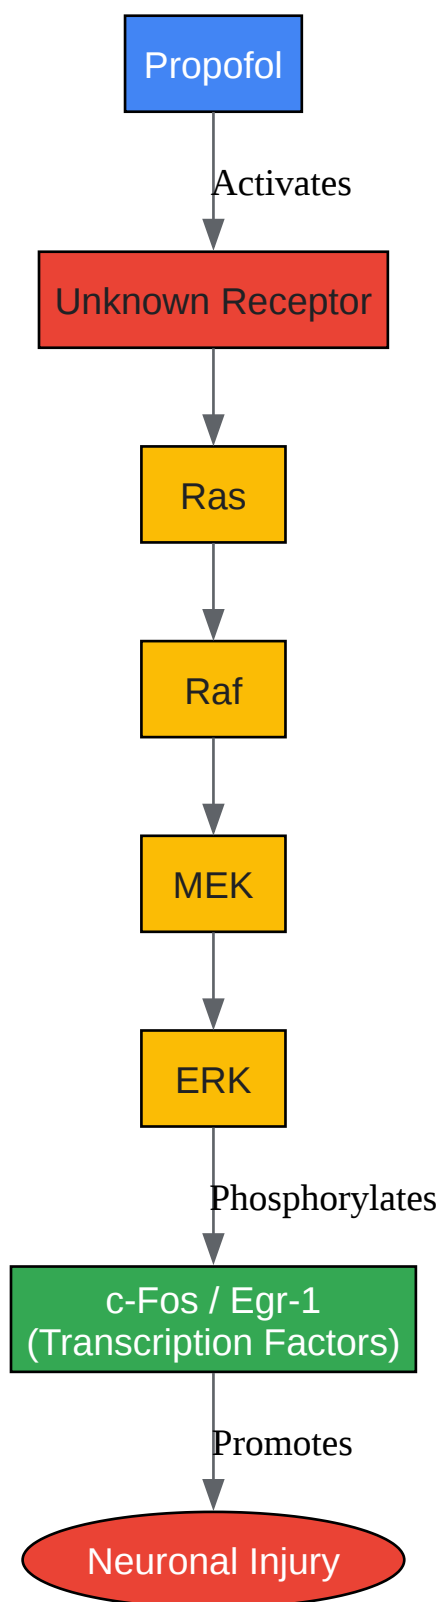 Propofol
Activates
Unknown Receptor
Ras
Raf
MEK
ERK
Phosphorylates
c-Fos / Egr-1
(Transcription Factors)
Promotes
Neuronal Injury